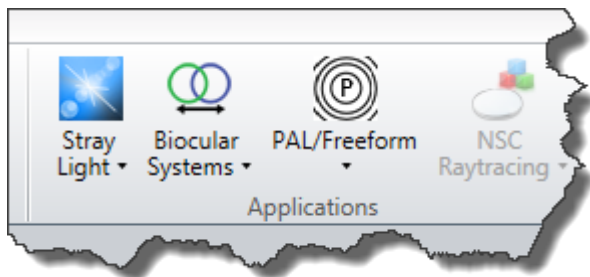 P
Stray
Light
Biocular
Systems
PAL/Freeform
NSC
Raytracing
Applications